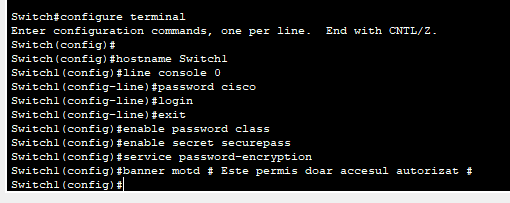 Switch#configure terminal
Enter configuration commands, one per line.  End with CNTL/Z.
Switch(config)#
Switch(config)#hostname Switch1
Switch1(config)#line console 0
Switch1(config-line)#password cisco
Switch1(config-line)#login
Switch1(config-line)#exit
Switch1(config)#enable password class
Switch1(config)#enable secret securepass
Switch1(config)#service password-encryption
Switch1(config)#banner motd # Este permis doar accesul autorizat #
Switch1(config)#